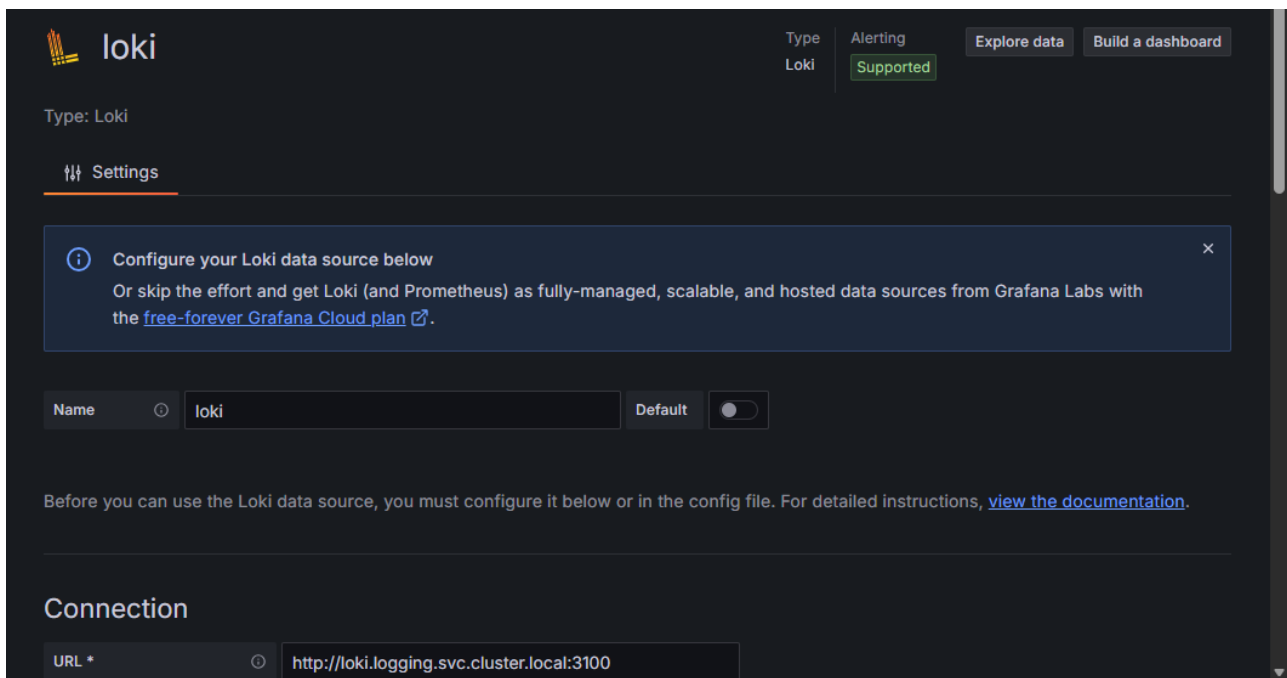 loki
Type
Loki
Alerting
Supported
Explore data
Build a dashboard
Type: Loki
Settings
Configure your Loki data source below
Or skip the effort and get Loki (and Prometheus) as fully-managed, scalable, and hosted data sources from Grafana Labs with
the free-forever Grafana Cloud plan.
Name
loki
Default
Before you can use the Loki data source, you must configure it below or in the config file. For detailed instructions, view the documentation.
Connection
URL *
http://loki.logging.svc.cluster.local:3100